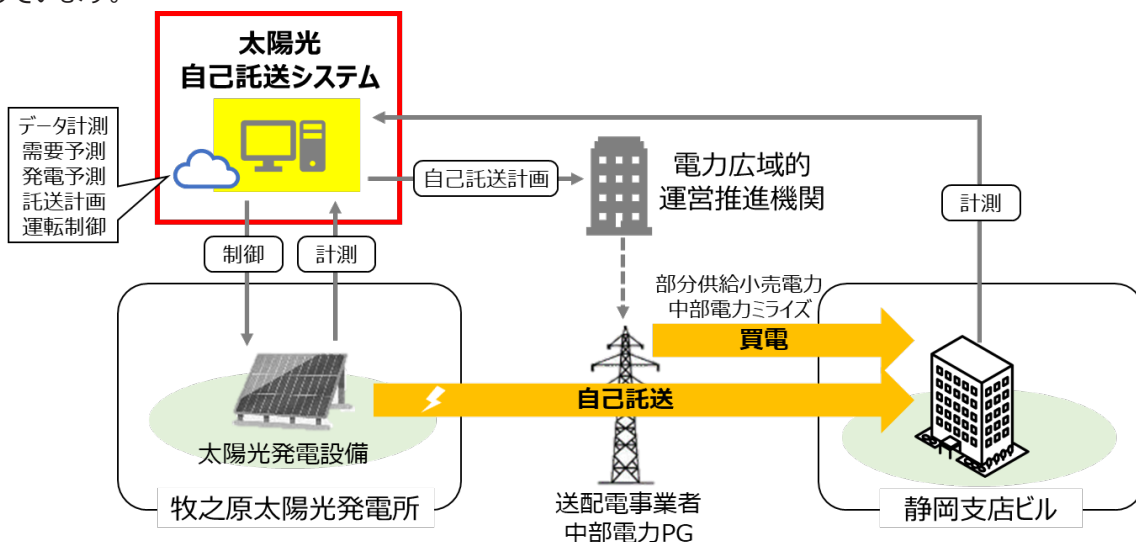 しています。
太陽光
自己託送システム
データ計測
需要予測
発電予測
託送計画
運転制御
自己託送計画
電力広域的
運営推進機関
計測
制御
計測
部分供給小売電力
中部電力ミライズ
買電
自己託送
太陽光発電設備
牧之原太陽光発電所
送配電事業者
中部電力PG
静岡支店ビル